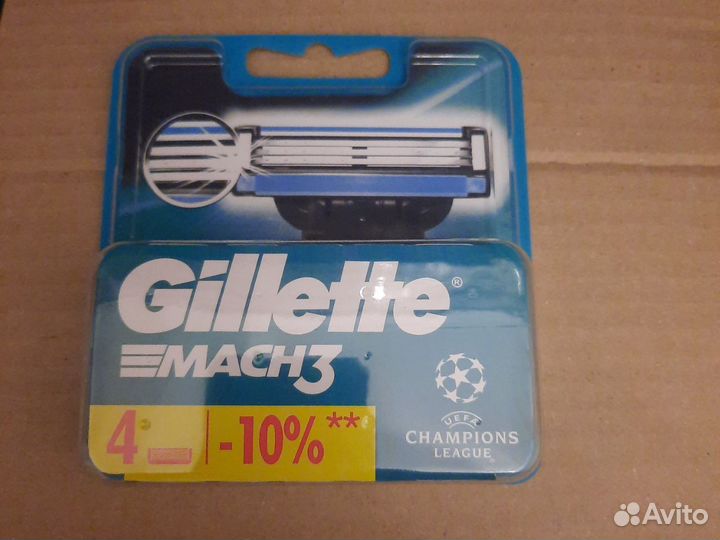 Gillette®
MACH3
4 -10%**
UEFA
CHAMPIONS
LEAGUE
Avito